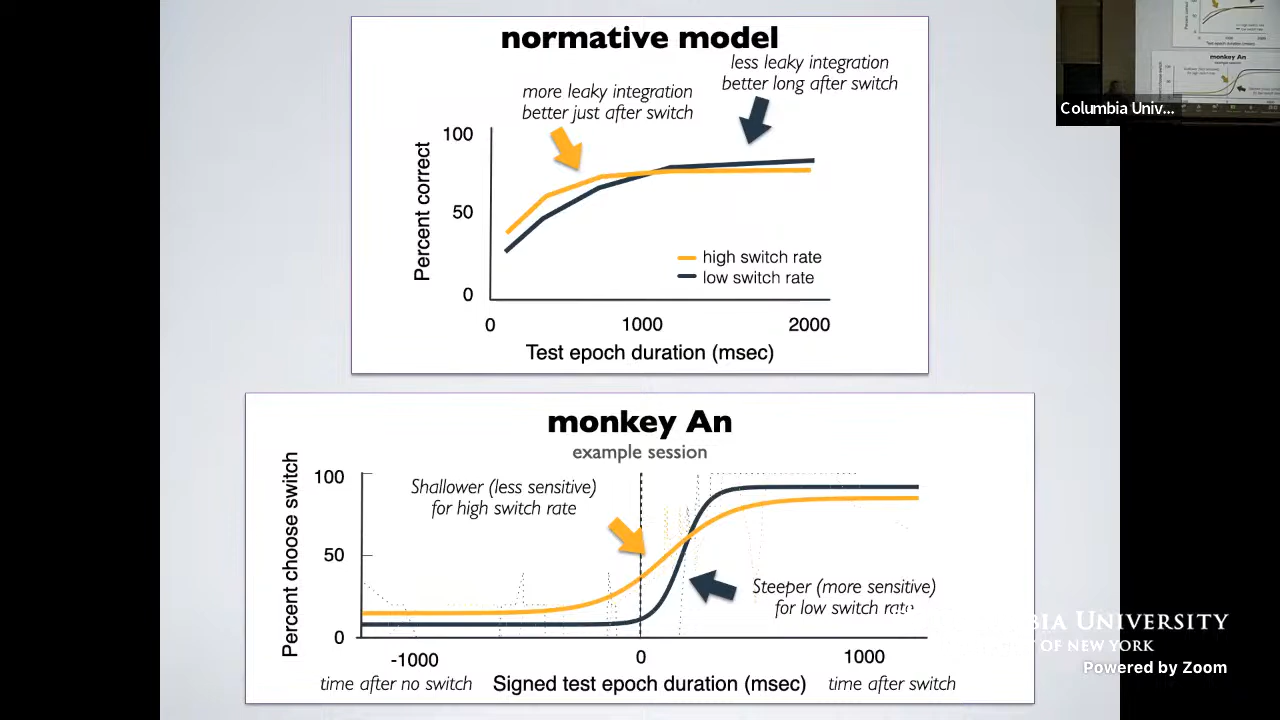 normative model
more leaky integration
better just after switch
less leaky integration
better long after switch
Percent correct
100
50
0
high switch rate
low switch rate
0 1000 2000
Test epoch duration (msec)
monkey An
example session
Percent choose switch
100
50
0
Shallower (less sensitive)
for high switch rate
Steeper (more sensitive)
for low switch rate
-1000 0 1000
time after no switch Signed test epoch duration (msec) time after switch
Columbia Univ...
monkey An
UNIVERSITY
OF NEW YORK
Powered by Zoom